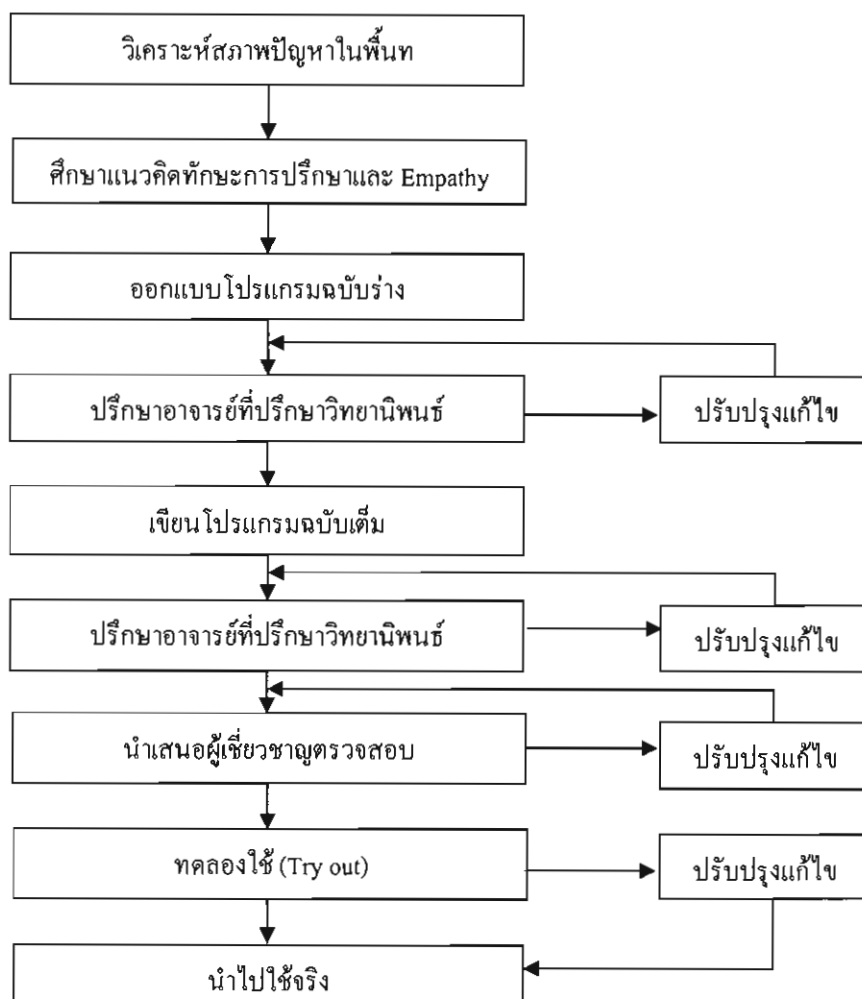 วิเคราะห์สภาพปัญหาในพื้นท
ศึกษาแนวคิดทักษะการปรึกษาและ Empathy
ออกแบบโปรแกรมฉบับร่าง
ปรึกษาอาจารย์ที่ปรึกษาวิทยานิพนธ์
ปรับปรุงแก้ไข
เขียนโปรแกรมฉบับเต็ม
ปรึกษาอาจารย์ที่ปรึกษาวิทยานิพนธ์
ปรับปรุงแก้ไข
นำเสนอผู้เชี่ยวชาญตรวจสอบ
ปรับปรุงแก้ไข
ทดลองใช้ (Try out)
ปรับปรุงแก้ไข
นำไปใช้จริง